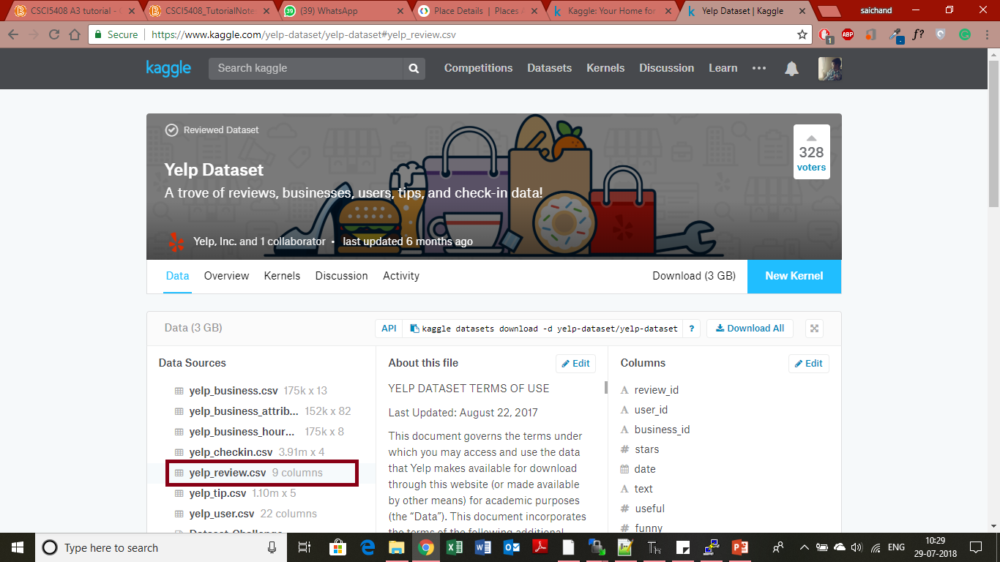 CSCI5408 A3 tutorial -
CSCI5408_TutorialNote
(39) WhatsApp
Place Details | Places A
Kaggle: Your Home for
Yelp Dataset | Kaggle
saichand
Secure
https://www.kaggle.com/yelp-dataset/yelp-dataset#yelp_review.csv
1
ABP
f?
kaggle
Search kaggle
Competitions
Datasets
Kernels
Discussion
Learn
Reviewed Dataset
328
voters
Yelp Dataset
A trove of reviews, businesses, users, tips, and check-in data!
Yelp, Inc. and 1 collaborator • last updated 6 months ago
Data
Overview
Kernels
Discussion
Activity
Download (3 GB)
New Kernel
Data (3 GB)
API
kaggle datasets download -d yelp-dataset/yelp-dataset
?
Download All
Data Sources
yelp_business.csv 175k x 13
yelp_business_attrib... 152k x 82
yelp_business_hour... 175k x 8
yelp_checkin.csv 3.91m x 4
yelp_review.csv 9 columns
yelp_tip.csv 1.10m x 5
yelp_user.csv 22 columns
About this file
Edit
YELP DATASET TERMS OF USE
Last Updated: August 22, 2017
This document governs the terms under
which you may access and use the data
that Yelp makes available for download
through this website (or made available
by other means) for academic purposes
(the “Data”). This document incorporates
the terms of the following additional
Columns
Edit
A review_id
A user_id
A business_id
# stars
date
A text
# useful
# funny
Type here to search
ENG
10:29
29-07-2018